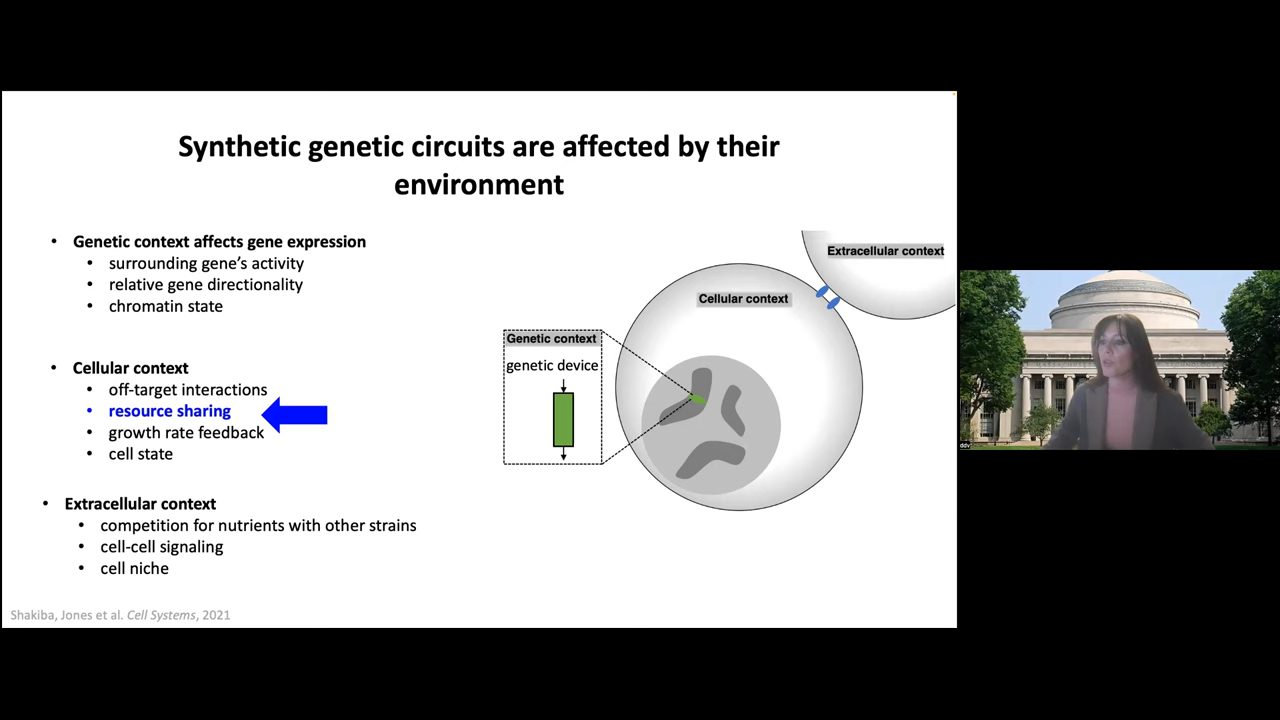 Synthetic genetic circuits are affected by their
environment
• Genetic context affects gene expression
• surrounding gene's activity
• relative gene directionality
• chromatin state
• Cellular context
• off-target interactions
• resource sharing
• growth rate feedback
• cell state
• Extracellular context
• competition for nutrients with other strains
• cell-cell signaling
• cell niche
Shakiba, Jones et al. Cell Systems, 2021
Extracellular context
Cellular context
Genetic context
genetic device
ddv